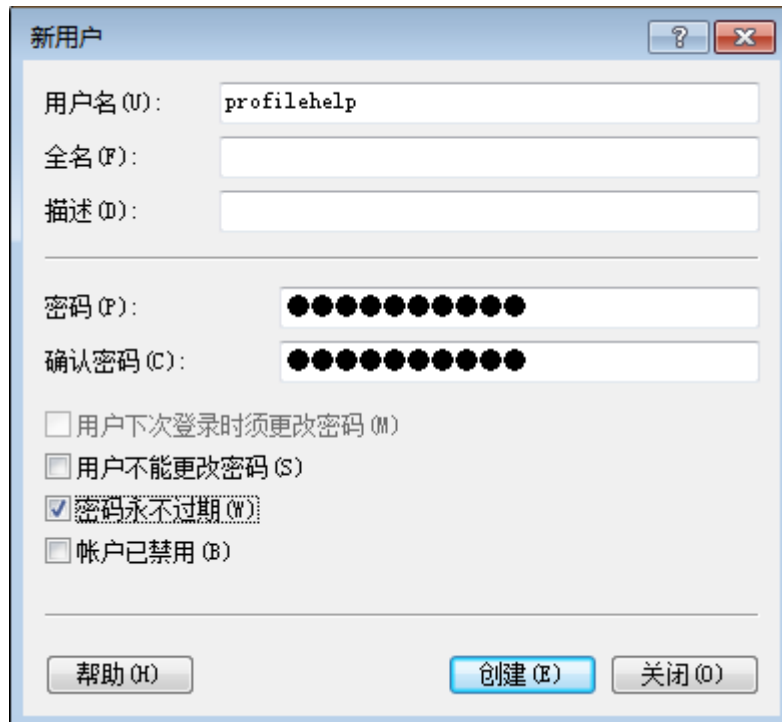 新用户
用户名(U): profilehelp
全名(F):
描述(D):
密码(P): ●●●●●●●●●●
确认密码(C): ●●●●●●●●●●
用户下次登录时须更改密码(M)
用户不能更改密码(S)
密码永不过期(W)
帐户已禁用(B)
帮助(H) 创建(E) 关闭(O)